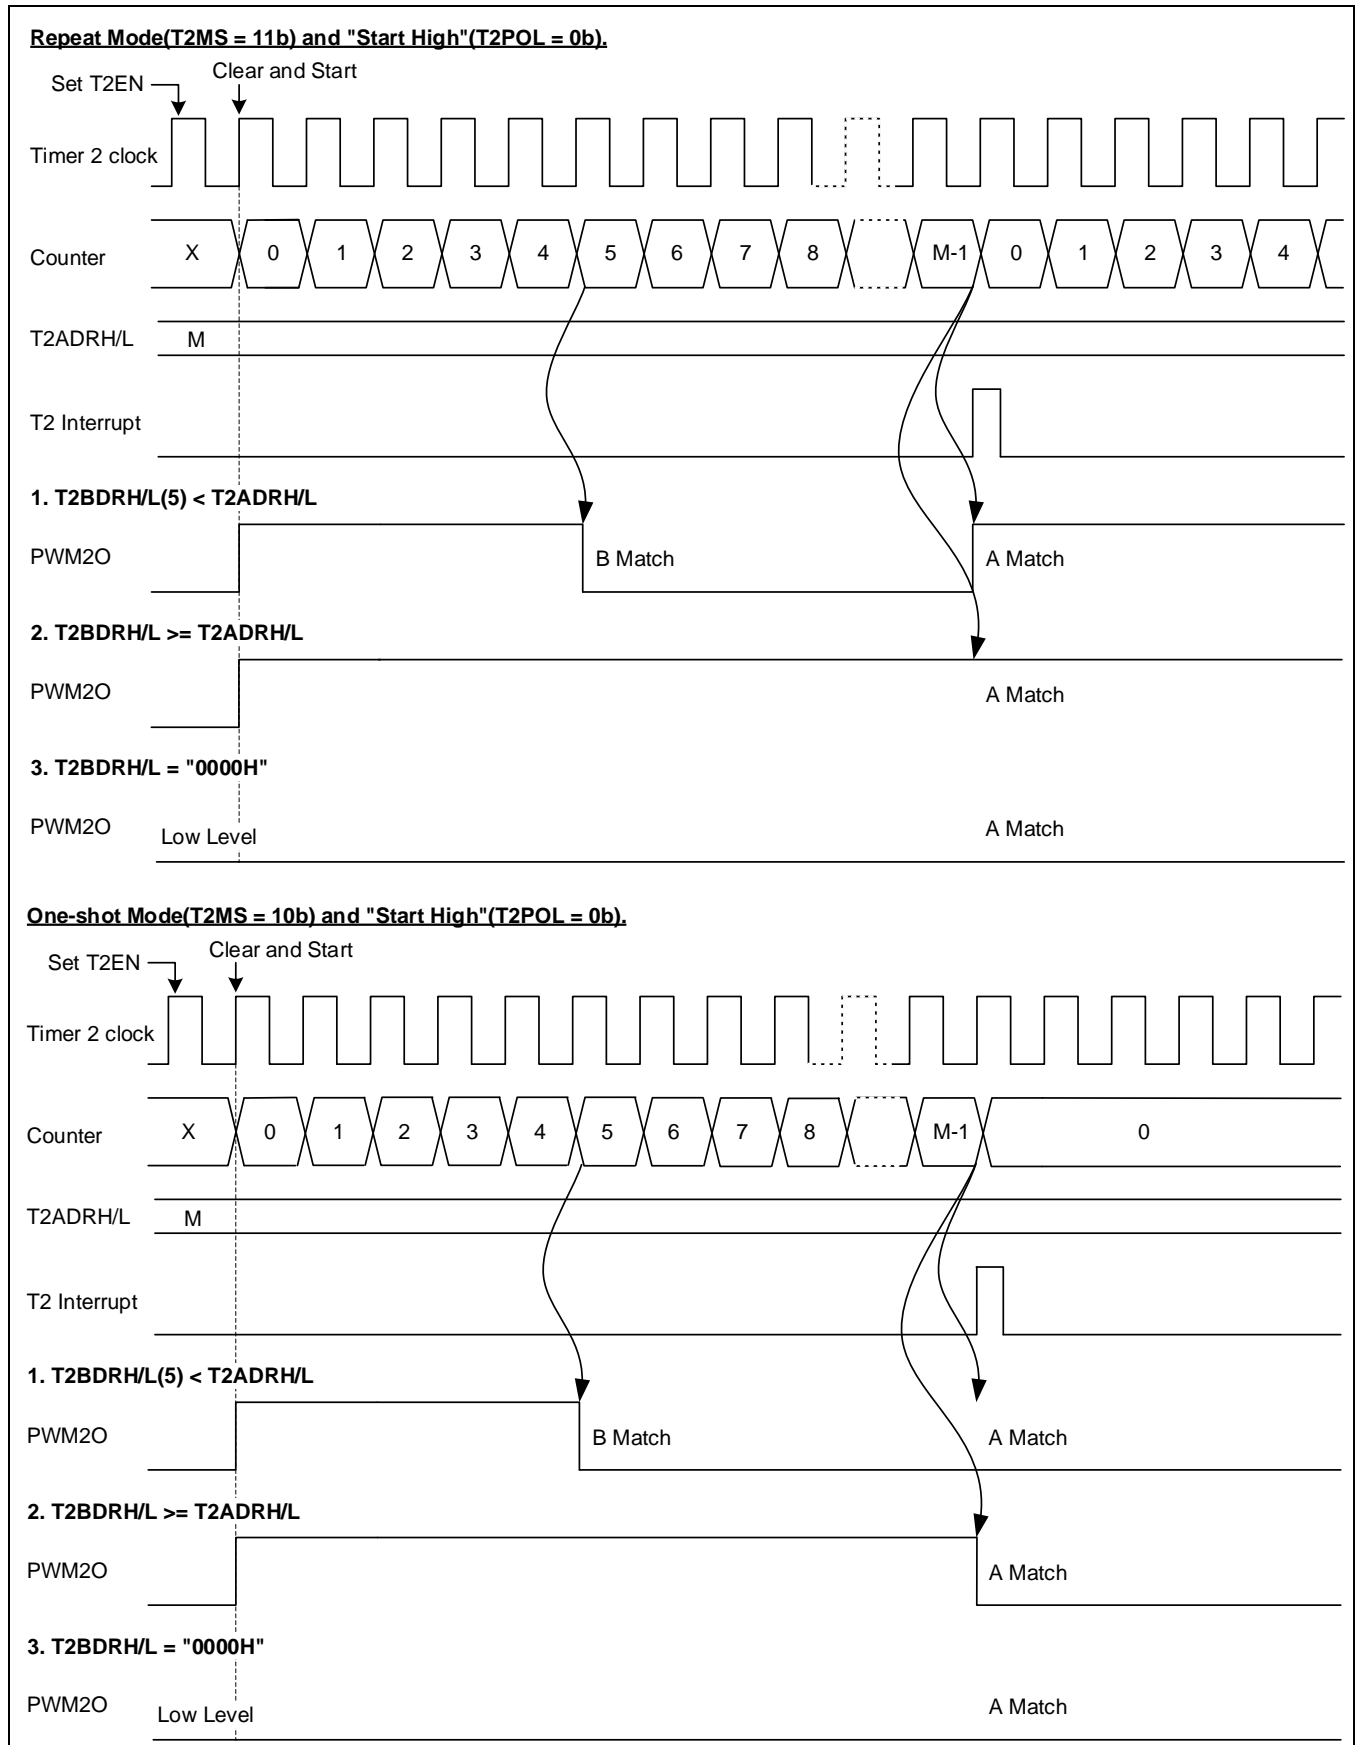 Repeat Mode(T2MS = 11b) and "Start High"(T2POL = 0b).
Set T2EN
Clear and Start
Timer 2 clock
Counter X 0 1 2 3 4 5 6 7 8 M-1 0 1 2 3 4
T2ADRH/L M
T2 Interrupt
1. T2BDRH/L(5) < T2ADRH/L
PWM2O B Match A Match
2. T2BDRH/L >= T2ADRH/L
PWM2O A Match
3. T2BDRH/L = "0000H"
PWM2O Low Level A Match
One-shot Mode(T2MS = 10b) and "Start High"(T2POL = 0b).
Set T2EN
Clear and Start
Timer 2 clock
Counter X 0 1 2 3 4 5 6 7 8 M-1 0
T2ADRH/L M
T2 Interrupt
1. T2BDRH/L(5) < T2ADRH/L
PWM2O B Match A Match
2. T2BDRH/L >= T2ADRH/L
PWM2O A Match
3. T2BDRH/L = "0000H"
PWM2O Low Level A Match